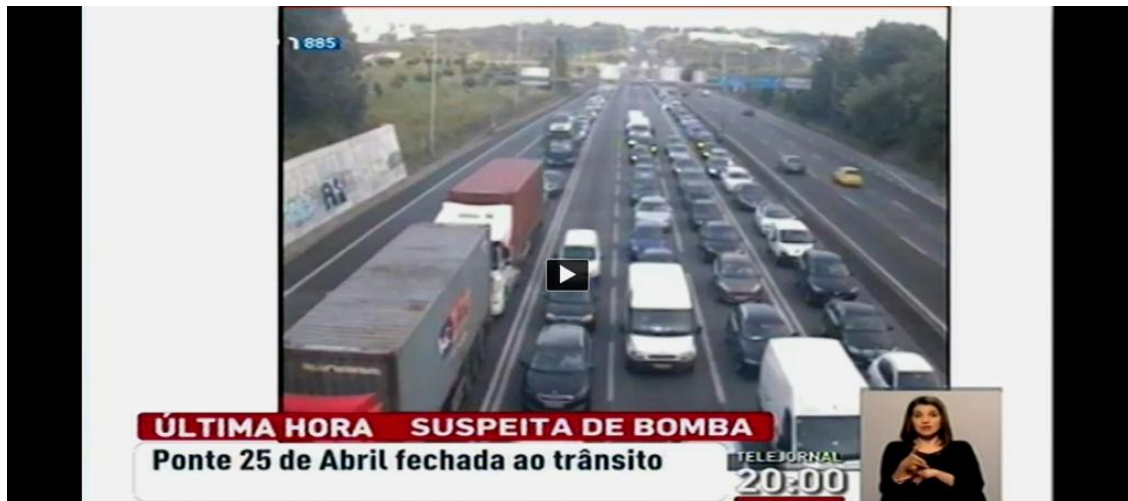 885
ÚLTIMA HORA SUSPEITA DE BOMBA
Ponte 25 de Abril fechada ao trânsito
TELEJORNAL
20:00